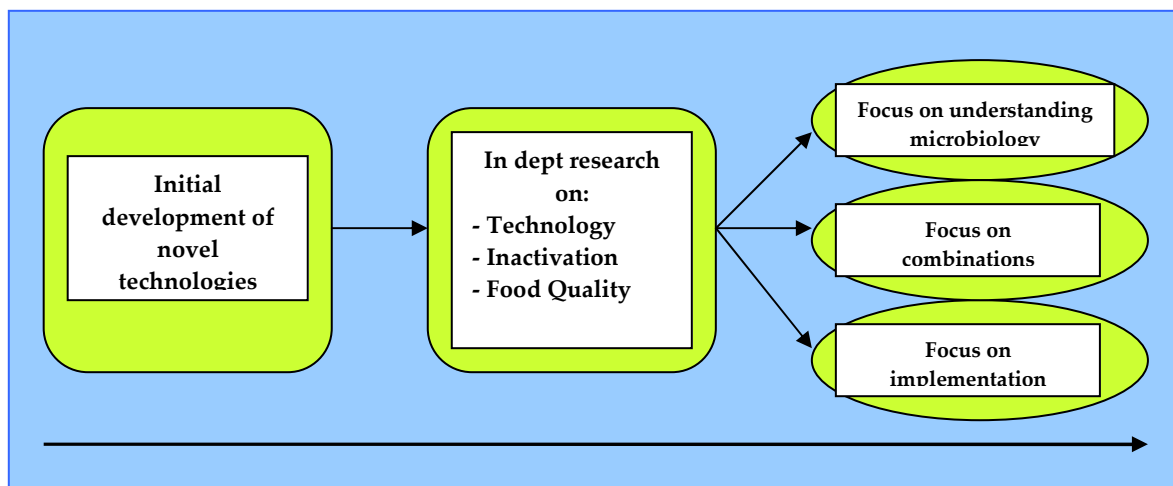 Initial
development of
novel
technologies
In dept research
on:
- Technology
- Inactivation
- Food Quality
Focus on understanding
microbiology
Focus on
combinations
Focus on
implementation